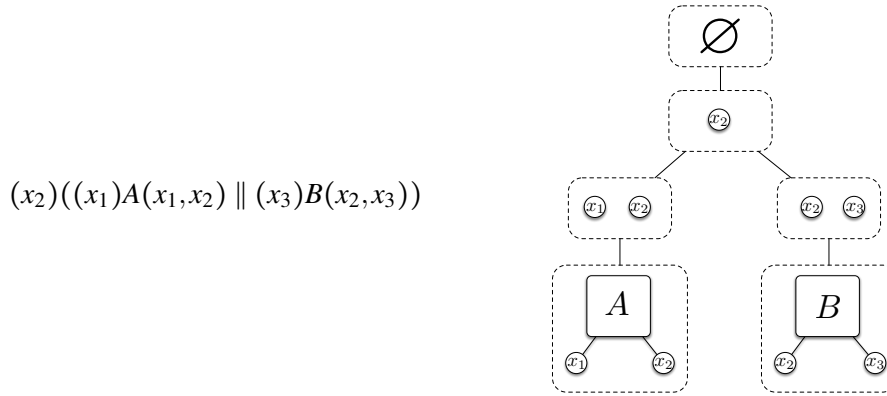 ∅
x₂
(x₂)((x₁)A(x₁,x₂) ∥ (x₃)B(x₂,x₃))
x₁ x₂ x₂ x₃
A B
x₁ x₂ x₂ x₃